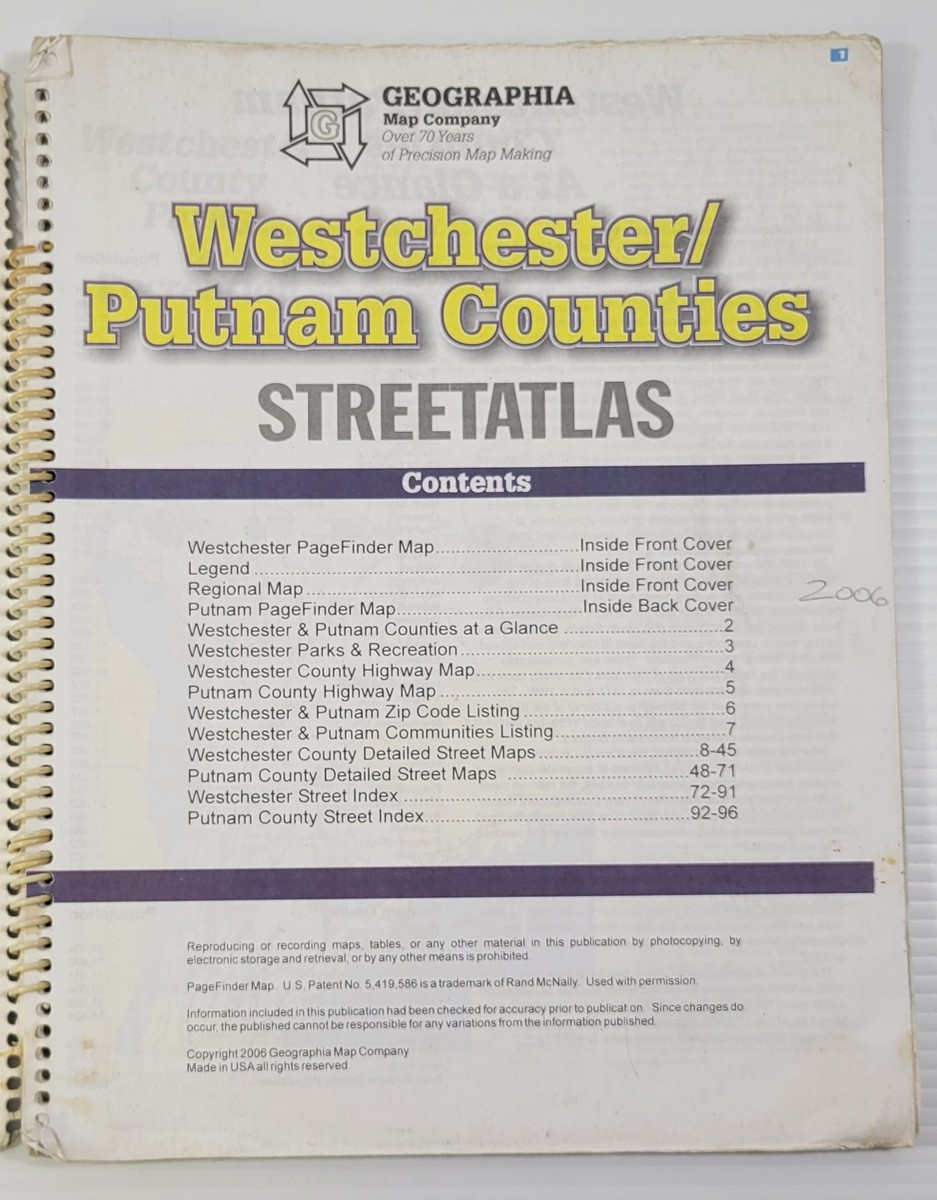 1
G
GEOGRAPHIA
Map Company
Over 70 Years
of Precision Map Making
Westchester/
Putnam Counties
STREETATLAS
Contents
Westchester PageFinder Map..........................Inside Front Cover
Legend ............................................................Inside Front Cover
Regional Map..................................................Inside Front Cover
Putnam PageFinder Map.................................Inside Back Cover
Westchester & Putnam Counties at a Glance .............................2
Westchester Parks & Recreation................................................3
Westchester County Highway Map.............................................4
Putnam County Highway Map ....................................................5
Westchester & Putnam Zip Code Listing.....................................6
Westchester & Putnam Communities Listing...............................7
Westchester County Detailed Street Maps.............................8-45
Putnam County Detailed Street Maps ................................48-71
Westchester Street Index ...................................................72-91
Putnam County Street Index...............................................92-96
2006
Reproducing or recording maps, tables, or any other material in this publication by photocopying, by
electronic storage and retrieval, or by any other means is prohibited.
PageFinder Map. U.S. Patent No. 5,419,586 is a trademark of Rand McNally. Used with permission.
Information included in this publication had been checked for accuracy prior to publication. Since changes do
occur, the published cannot be responsible for any variations from the information published.
Copyright 2006 Geographia Map Company
Made in USA all rights reserved.